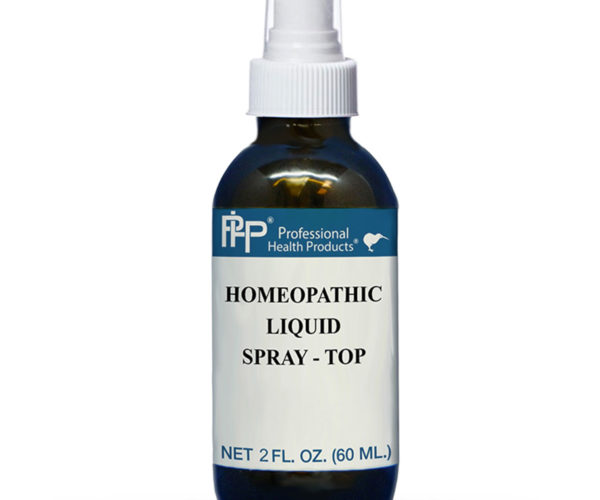 PHP® Professional
Health Products®
HOMEOPATHIC
LIQUID
SPRAY - TOP
NET 2 FL. OZ. (60 ML.)